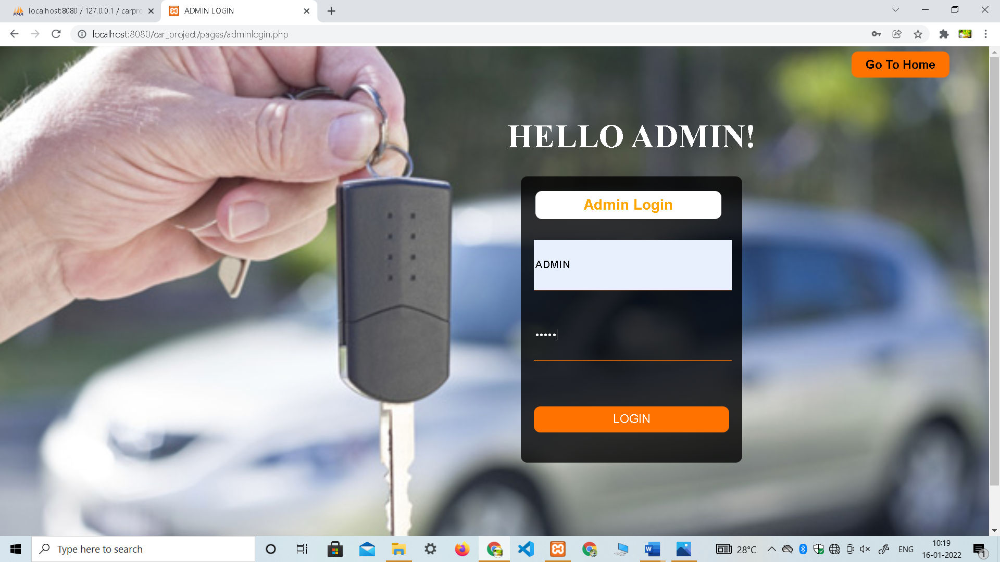 localhost:8080 / 127.0.0.1 / carpro
ADMIN LOGIN
localhost:8080/car_project/pages/adminlogin.php
Go To Home
HELLO ADMIN!
Admin Login
ADMIN
•••••
LOGIN
Type here to search
28°C
ENG
10:19
16-01-2022
1